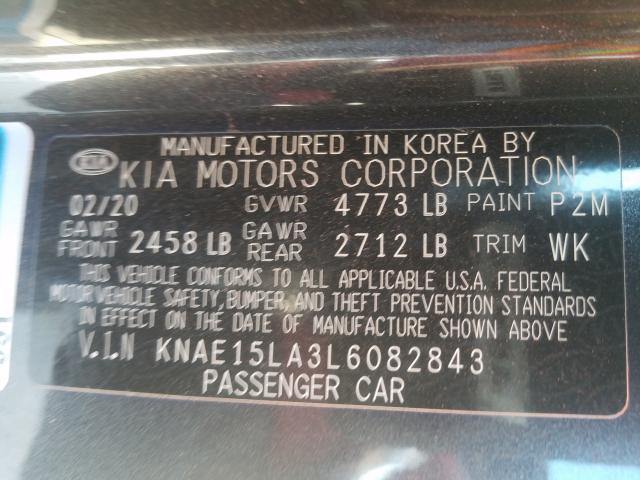 MANUFACTURED IN KOREA BY
KIA KIA MOTORS CORPORATION
02/20 GVWR 4773 LB PAINT P2M
GAWR FRONT 2458 LB GAWR REAR 2712 LB TRIM WK
THIS VEHICLE CONFORMS TO ALL APPLICABLE U.S.A. FEDERAL
MOTOR VEHICLE SAFETY, BUMPER, AND THEFT PREVENTION STANDARDS
IN EFFECT ON THE DATE OF MANUFACTURE SHOWN ABOVE
V.I.N KNAE15LA3L6082843
PASSENGER CAR